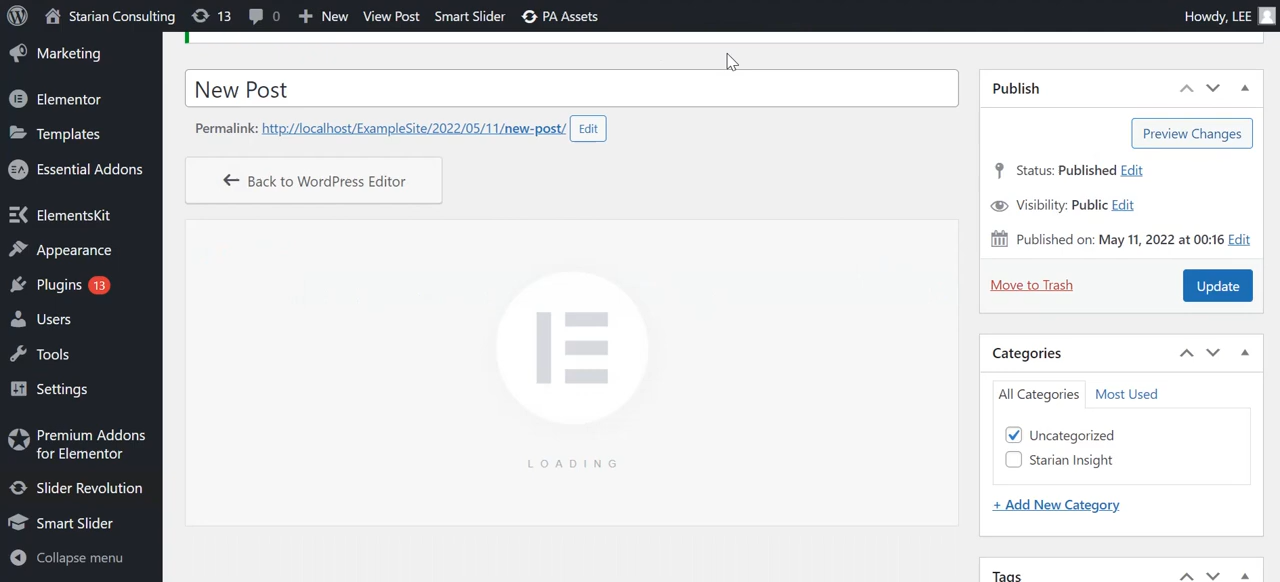 Starian Consulting 13 0 New View Post Smart Slider PA Assets Howdy, LEE
Marketing
Elementor
Templates
Essential Addons
ElementsKit
Appearance
Plugins 13
Users
Tools
Settings
Premium Addons
for Elementor
Slider Revolution
Smart Slider
Collapse menu
New Post
Permalink: http://localhost/ExampleSite/2022/05/11/new-post/ Edit
Back to WordPress Editor
LOADING
Publish
Preview Changes
Status: Published Edit
Visibility: Public Edit
Published on: May 11, 2022 at 00:16 Edit
Move to Trash Update
Categories
All Categories Most Used
Uncategorized
Starian Insight
+ Add New Category
Tags